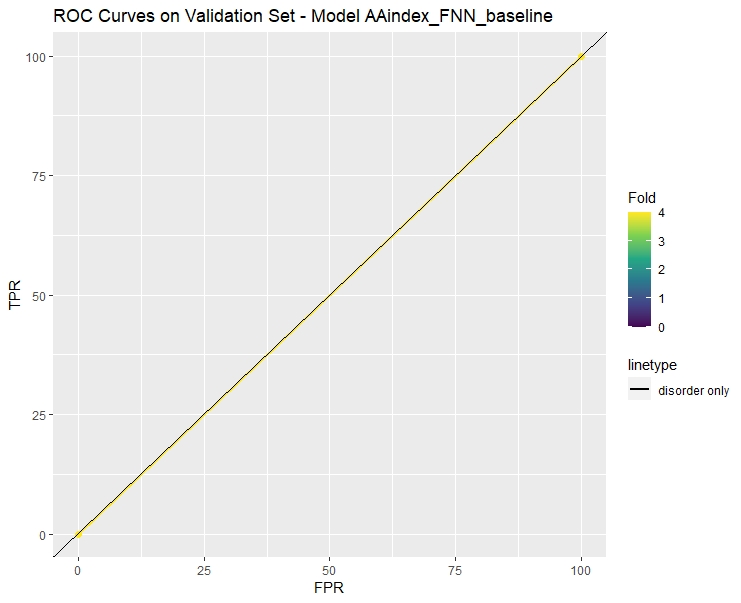 ROC Curves on Validation Set - Model AAindex_FNN_baseline
TPR
100
75
50
25
0
0
25
50
75
100
FPR
Fold
4
3
2
1
0
linetype
disorder only